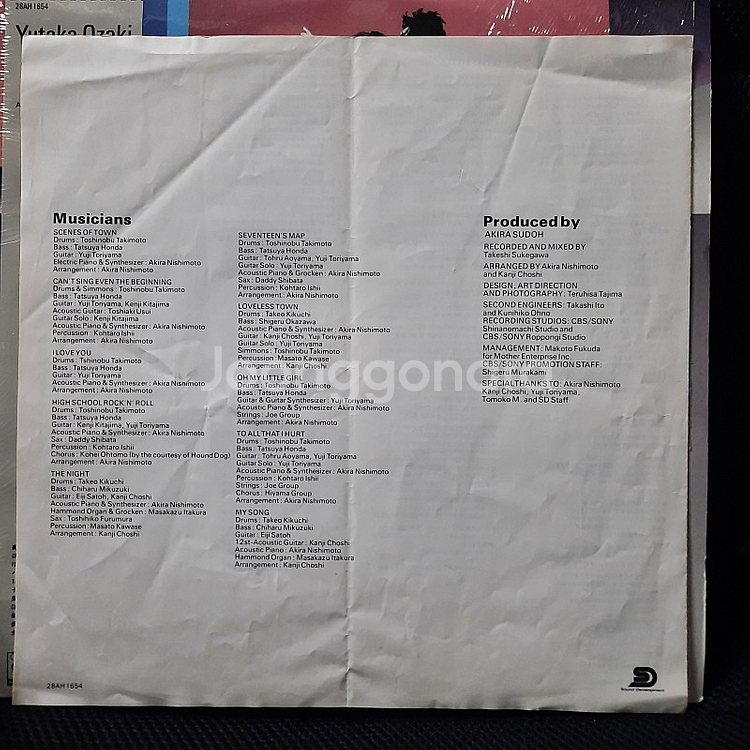 28AH 1654
Yutaka Ozaki
Musicians
SCENES OF TOWN
Drums : Toshinobu Takimoto
Bass : Tatsuya Honda
Guitar : Yuji Toriyama
Electric Piano & Synthesizer : Akira Nishimoto
Arrangement : Akira Nishimoto
CAN'T SING EVEN THE BEGINNING
Drums & Simmons : Toshinobu Takimoto
Bass : Tatsuya Honda
Guitar : Yuji Toriyama, Kenji Kitajima
Acoustic Guitar : Toshiaki Usui
Guitar Solo : Kenji Kitajima
Acoustic Piano & Synthesizer : Akira Nishimoto
Percussion : Kohtaro Ishii
Arrangement : Akira Nishimoto
I LOVE YOU
Drums : Tshinobu Takimoto
Bass : Tatsuya Honda
Guitar : Yuji Toriyama
Acoustic Piano & Synthesizer : Akira Nishimoto
Arrangement : Akira Nishimoto
HIGH SCHOOL ROCK'N' ROLL
Drums : Toshinobu Takimoto
Bass : Tatsuya Honda
Guitar : Kenji Kitajima, Yuji Toriyama
Acoustic Piano & Synthesizer : Akira Nishimoto
Sax : Daddy Shibata
Percussion : Kohtaro Ishii
Chorus : Kohei Ohtomo (by the courtesy of Hound Dog)
Arrangement : Akira Nishimoto
THE NIGHT
Drums : Takeo Kikuchi
Bass : Chiharu Mikuzuki
Guitar : Eiji Satoh, Kanji Choshi
Acoustic Piano & Synthesizer : Akira Nishimoto
Hammond Organ & Grocken : Masakazu Itakura
Sax : Toshihiko Furumura
Percussion : Masato Kawase
Arrangement : Kanji Choshi
SEVENTEEN'S MAP
Drums : Toshinobu Takimoto
Bass : Tatsuya Honda
Guitar : Tohru Aoyama, Yuji Toriyama
Guitar Solo : Yuji Toriyama
Acoustic Piano & Grocken : Akira Nishimoto
Sax : Daddy Shibata
Percussion : Kohtaro Ishii
Arrangement : Akira Nishimoto
LOVELESS TOWN
Drums : Takeo Kikuchi
Bass : Shigeru Okazawa
Acoustic Piano & Synthesizer : Akira Nishimoto
Guitar : Kanji Choshi, Yuji Toriyama
Guitar Solo : Yuji Toriyama
Simmons : Toshinobu Takimoto
Percussion : Masato Kawase
Arrangement : Kanji Choshi
OH MY LITTLE GIRL
Drums : Toshinobu Takimoto
Bass : Tatsuya Honda
Guitar & Guitar Synthesizer : Yuji Toriyama
Acoustic Piano & Synthesizer : Akira Nishimoto
Strings : Joe Group
Arrangement : Akira Nishimoto
TO ALL THAT I HURT
Drums : Toshinobu Takimoto
Bass : Tatsuya Honda
Guitar : Tohru Aoyama, Yuji Toriyama
Guitar Solo : Yuji Toriyama
Acoustic Piano & Synthesizer : Akira Nishimoto
Percussion : Kohtaro Ishii
Strings : Joe Group
Chorus : Hiyama Group
Arrangement : Akira Nishimoto
MY SONG
Drums : Takeo Kikuchi
Bass : Chiharu Mikuzuki
Guitar : Eiji Satoh
12st-Acoustic Guitar : Kanji Choshi
Acoustic Piano : Akira Nishimoto
Hammond Organ : Masakazu Itakura
Arrangement : Kanji Choshi
Produced by
AKIRA SUDOH
RECORDED AND MIXED BY
Takeshi Sukegawa
ARRANGED BY Akira Nishimoto
and Kanji Choshi
DESIGN, ART DIRECTION
AND PHOTOGRAPHY : Teruhisa Tajima
SECOND ENGINEERS : Takashi Ito
and Kunihiko Ohno
RECORDING STUDIOS : CBS/SONY
Shinanomachi Studio and
CBS/SONY Roppongi Studio
MANAGEMENT : Makoto Fukuda
for Mother Enterprise Inc.
CBS/SONY PROMOTION STAFF :
Shigeru Murakami
SPECIAL THANKS TO : Akira Nishimoto
Kanji Choshi, Yuji Toriyama,
Tomoko M. and SD Staff
28AH 1654
SD
Sound Development